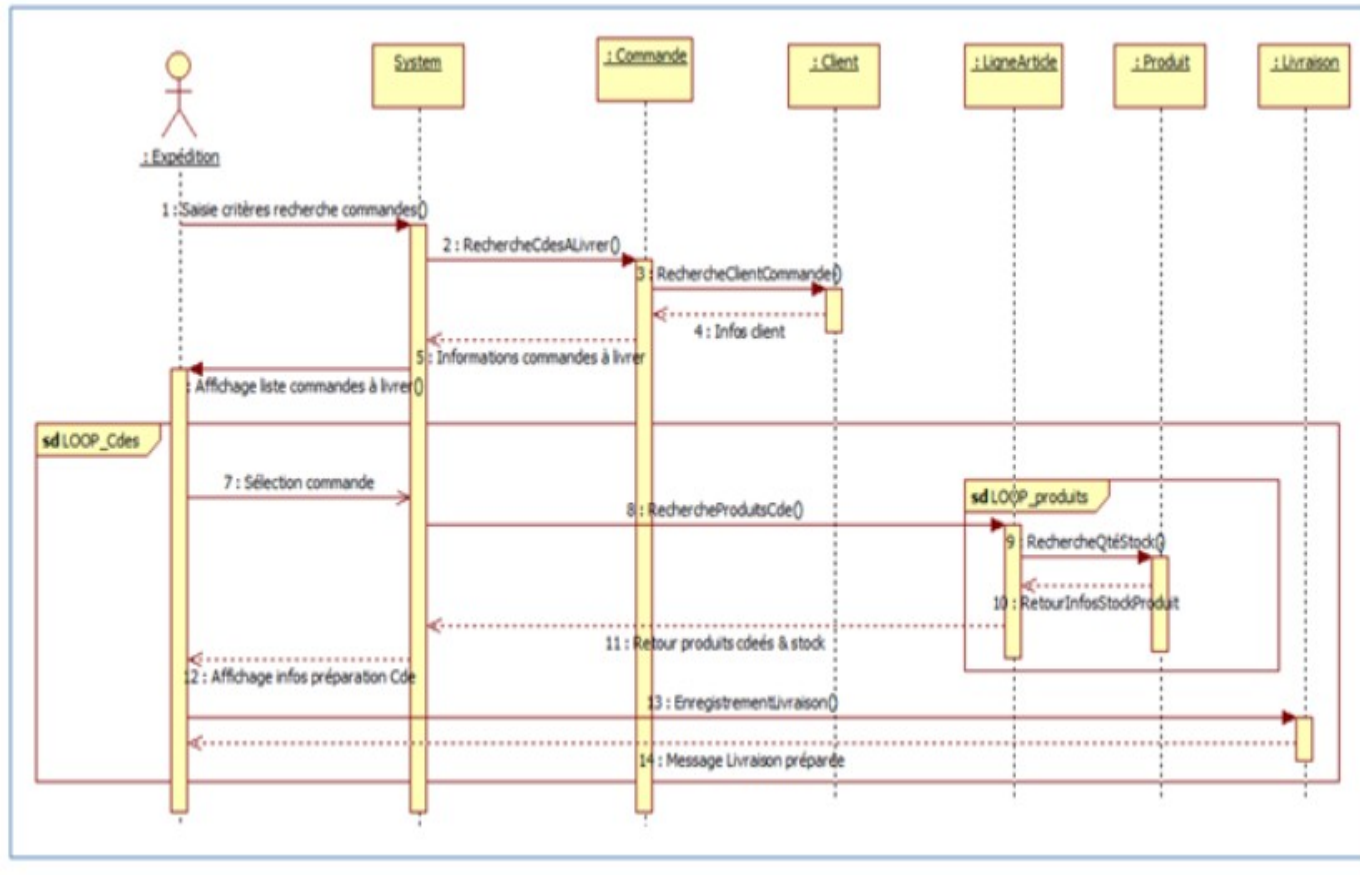 System
: Commande
: Client
: LigneArticle
: Produit
: Livraison
: Expédition
1 : Saisie critères recherche commandes()
2 : RechercheCdesALivrer()
3 : RechercheClientCommande()
4 : Infos client
5 : Informations commandes à livrer
: Affichage liste commandes à livrer()
sd LOOP_Cdes
7 : Sélection commande
sd LOOP_produits
8 : RechercheProduitsCde()
9 : RechercheQtéStock()
10 : RetourInfosStockProduit
11 : Retour produits cdeés & stock
12 : Affichage infos préparation Cde
13 : EnregistrementLivraison()
14 : Message Livraison préparée